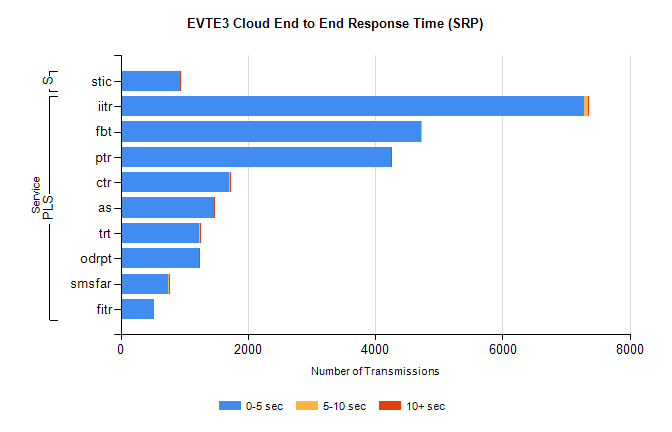 EVTE3 Cloud End to End Response Time (SRP)
S
stic
iitr
fbt
ptr
ctr
Service
PLS
as
trt
odrpt
smsfar
fitr
0 2000 4000 6000 8000
Number of Transmissions
0-5 sec 5-10 sec 10+ sec